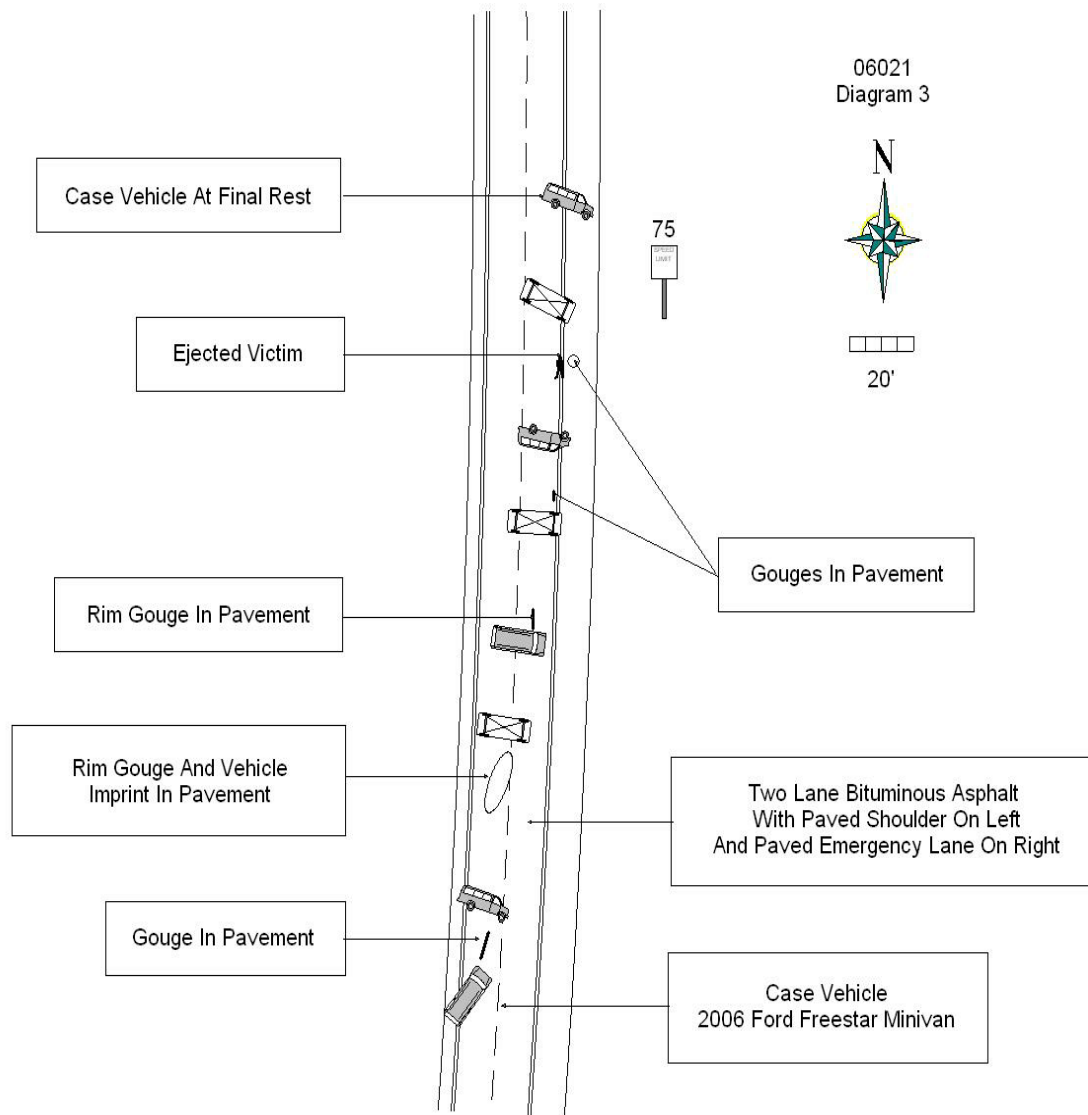 06021
Diagram 3
N
Case Vehicle At Final Rest
75
SPEED
LIMIT
Ejected Victim
20'
Gouges In Pavement
Rim Gouge In Pavement
Rim Gouge And Vehicle
Imprint In Pavement
Two Lane Bituminous Asphalt
With Paved Shoulder On Left
And Paved Emergency Lane On Right
Gouge In Pavement
Case Vehicle
2006 Ford Freestar Minivan